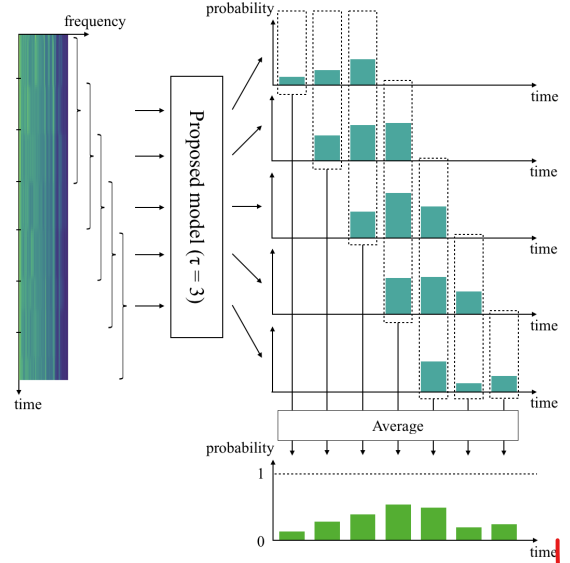 frequency
time
Proposed model (τ = 3)
probability
time
time
time
time
time
Average
probability
1
0
time